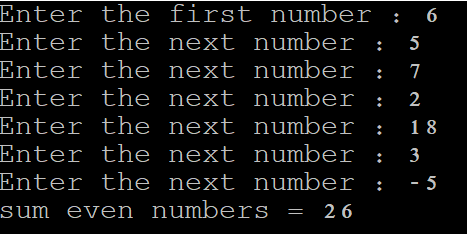 Enter the first number : 6
Enter the next number : 5
Enter the next number : 7
Enter the next number : 2
Enter the next number : 18
Enter the next number : 3
Enter the next number : -5
sum even numbers = 26